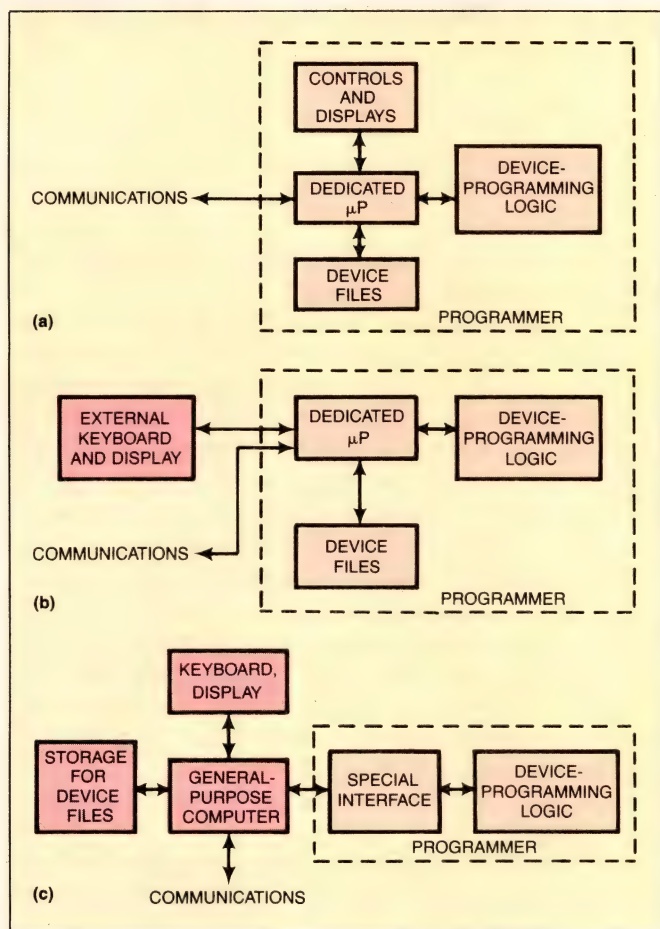 CONTROLS
AND
DISPLAYS
COMMUNICATIONS
DEDICATED
μP
DEVICE-
PROGRAMMING
LOGIC
DEVICE
FILES
PROGRAMMER
(a)
EXTERNAL
KEYBOARD
AND DISPLAY
DEDICATED
μP
DEVICE-
PROGRAMMING
LOGIC
COMMUNICATIONS
DEVICE
FILES
PROGRAMMER
(b)
KEYBOARD,
DISPLAY
STORAGE
FOR
DEVICE
FILES
GENERAL-
PURPOSE
COMPUTER
SPECIAL
INTERFACE
DEVICE-
PROGRAMMING
LOGIC
PROGRAMMER
COMMUNICATIONS
(c)